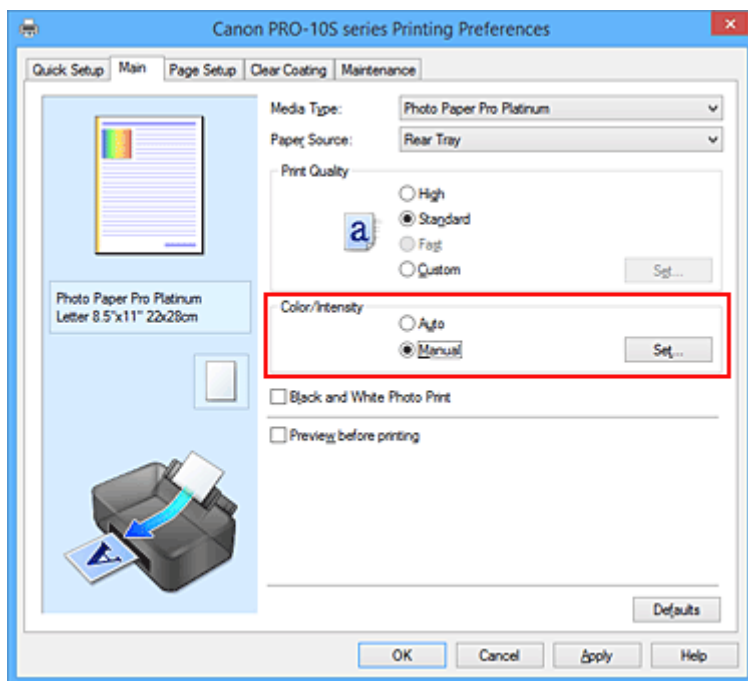 Canon PRO-10S series Printing Preferences
Quick Setup Main Page Setup Clear Coating Maintenance
Media Type: Photo Paper Pro Platinum
Paper Source: Rear Tray
Print Quality
High
a Standard
Fast
Custom Set...
Photo Paper Pro Platinum
Letter 8.5"x11" 22x28cm
Color/Intensity
Auto
Manual Set...
Black and White Photo Print
Preview before printing
A
Defaults
OK Cancel Apply Help